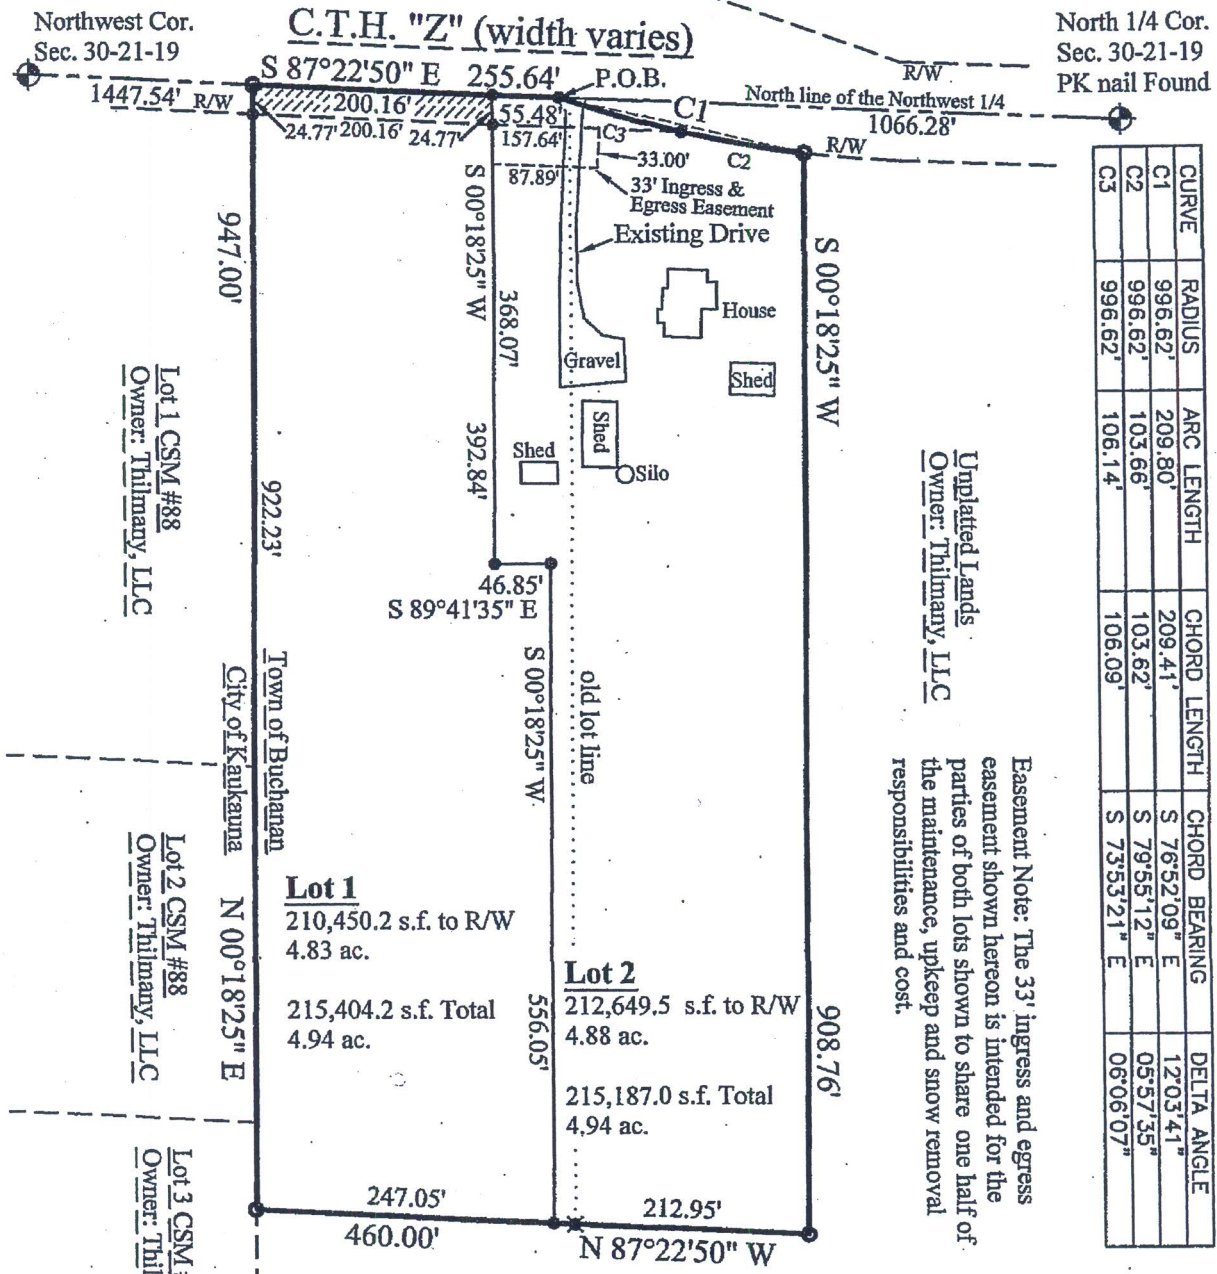 Northwest Cor.
Sec. 30-21-19
C.T.H. "Z" (width varies)
North 1/4 Cor.
Sec. 30-21-19
PK nail Found
R/W
S 87°22'50" E 255.64'
P.O.B.
1447.54' R/W
200.16'
55.48'
C1
North line of the Northwest 1/4
1066.28'
24.77' 200.16' 24.77'
157.64'
C3
C2
R/W
33.00'
87.89'
33' Ingress &
Egress Easement
Existing Drive
House
Gravel
Shed
Shed
Shed
Silo
947.00'
922.23'
S 00°18'25" W
368.07'
392.84'
S 00°18'25" W
46.85'
S 89°41'35" E
S 00°18'25" W
556.05'
old lot line
908.76'
Lot 1 CSM #88
Owner: Thilmany, LLC
Town of Buchanan
City of Kaukauna
N 00°18'25" E
Lot 2 CSM #88
Owner: Thilmany, LLC
Lot 3 CSM
Owner: Thil
Lot 1
210,450.2 s.f. to R/W
4.83 ac.
215,404.2 s.f. Total
4.94 ac.
Lot 2
212,649.5 s.f. to R/W
4.88 ac.
215,187.0 s.f. Total
4.94 ac.
247.05'
460.00'
212.95'
N 87°22'50" W
Unplatted Lands
Owner: Thilmany, LLC
Easement Note: The 33' ingress and egress
easement shown hereon is intended for the
parties of both lots shown to share one half of
the maintenance, upkeep and snow removal
responsibilities and cost.
CURVE RADIUS ARC LENGTH CHORD LENGTH CHORD BEARING DELTA ANGLE
C1 996.62' 209.80' 209.41' S 76°52'09" E 12°03'41"
C2 996.62' 103.66' 103.62' S 79°55'12" E 05°57'35"
C3 996.62' 106.14' 106.09' S 73°53'21" E 06°06'07"